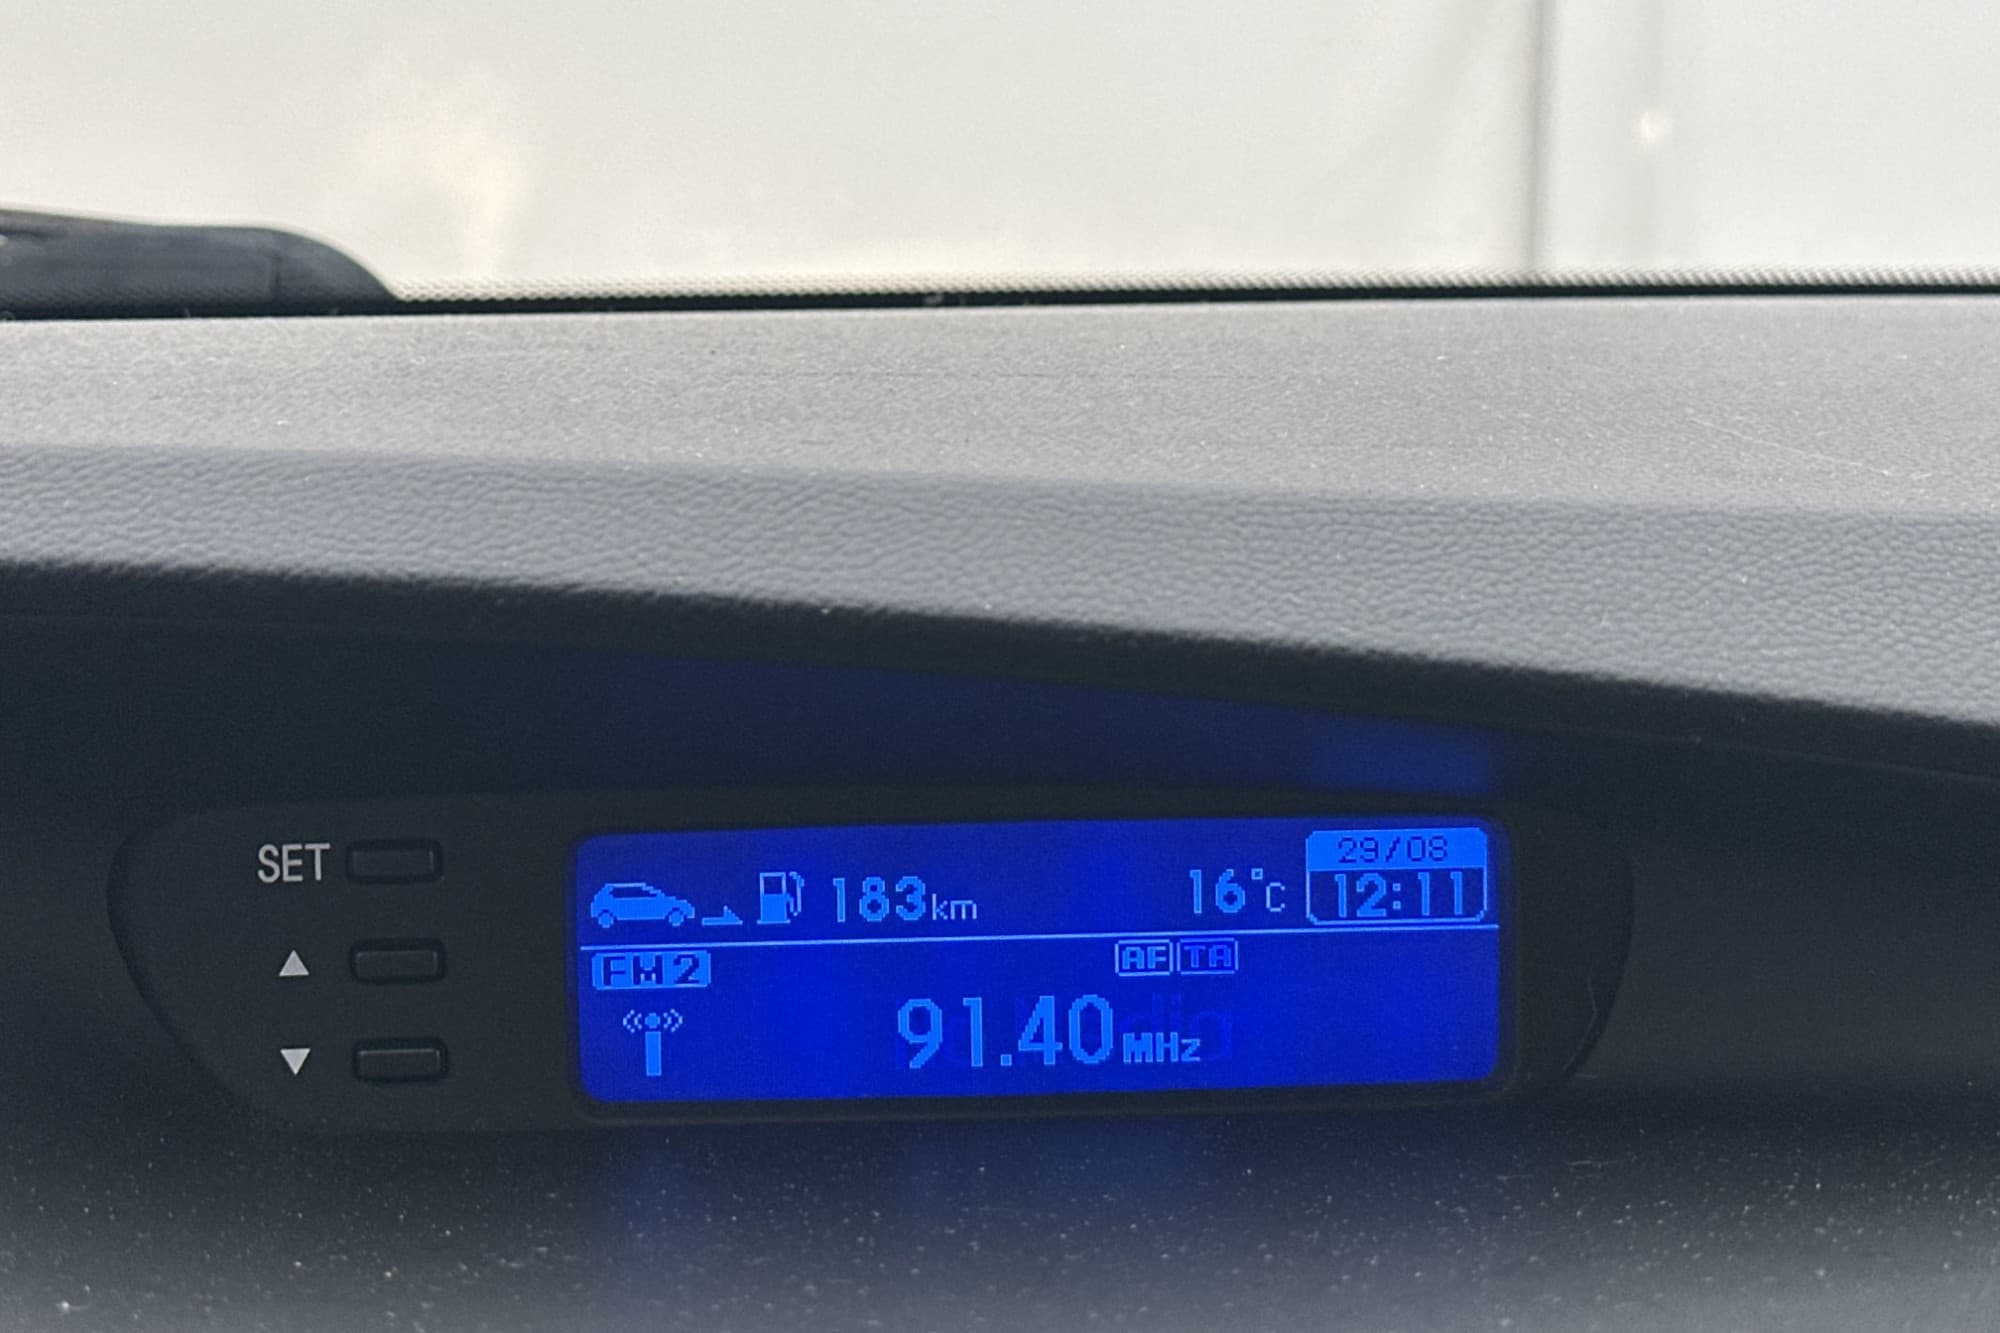 SET
▲
▼
183km 16°C
29/08
12:11
FM2 AF TA
91.40MHz